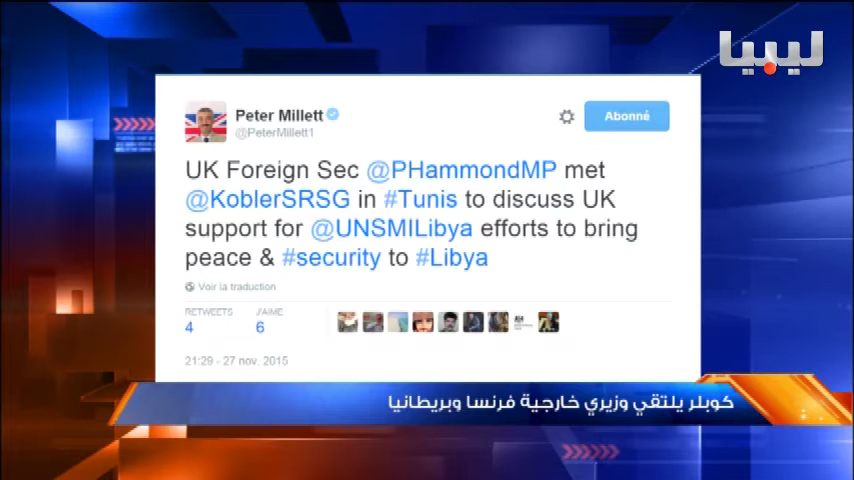 ليبيا
Peter Millett
@PeterMillett1
Abonné
UK Foreign Sec @PHammondMP met
@KoblerSRSG in #Tunis to discuss UK
support for @UNSMILibya efforts to bring
peace & #security to #Libya
Voir la traduction
RETWEETS J'AIME
4 6
21:29 - 27 nov. 2015
كوبلر يلتقي وزيري خارجية فرنسا وبريطانيا